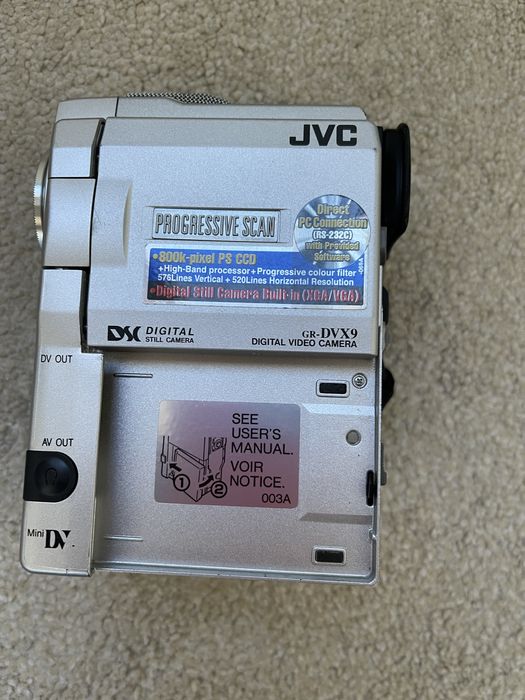 JVC
PROGRESSIVE SCAN
Direct
PC Connection
(RS-232C)
with Provided
Software
•800k-pixel PS CCD
+High-Band processor+Progressive colour filter
576Lines Vertical + 520Lines Horizontal Resolution
•Digital Still Camera Built-in (XGA/VGA)
DSC DIGITAL
STILL CAMERA
GR-DVX9
DIGITAL VIDEO CAMERA
DV OUT
AV OUT
Mini DV
SEE
USER'S
MANUAL.
VOIR
NOTICE.
003A
1
2